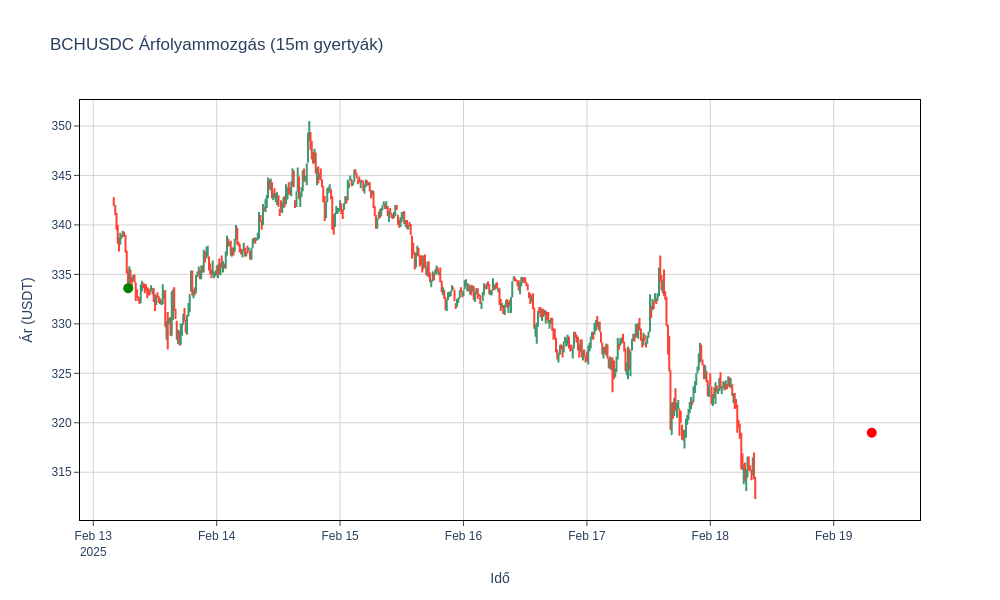 BCHUSDC Árfolyammozgás (15m gyertyák)
350
345
340
335
330
325
320
315
Ár (USDT)
Feb 13
2025
Feb 14
Feb 15
Feb 16
Feb 17
Feb 18
Feb 19
Idő